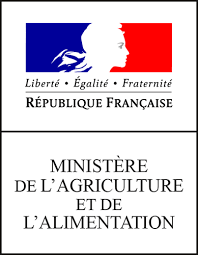 Liberté • Égalité • Fraternité
RÉPUBLIQUE FRANÇAISE
MINISTÈRE
DE L'AGRICULTURE
ET DE
L'ALIMENTATION